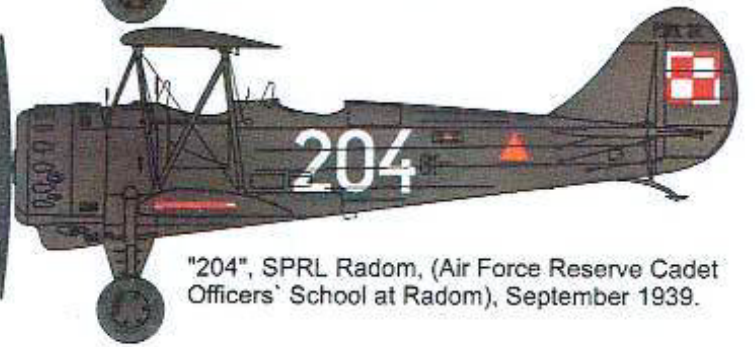 204
"204", SPRL Radom, (Air Force Reserve Cadet
Officers` School at Radom), September 1939.